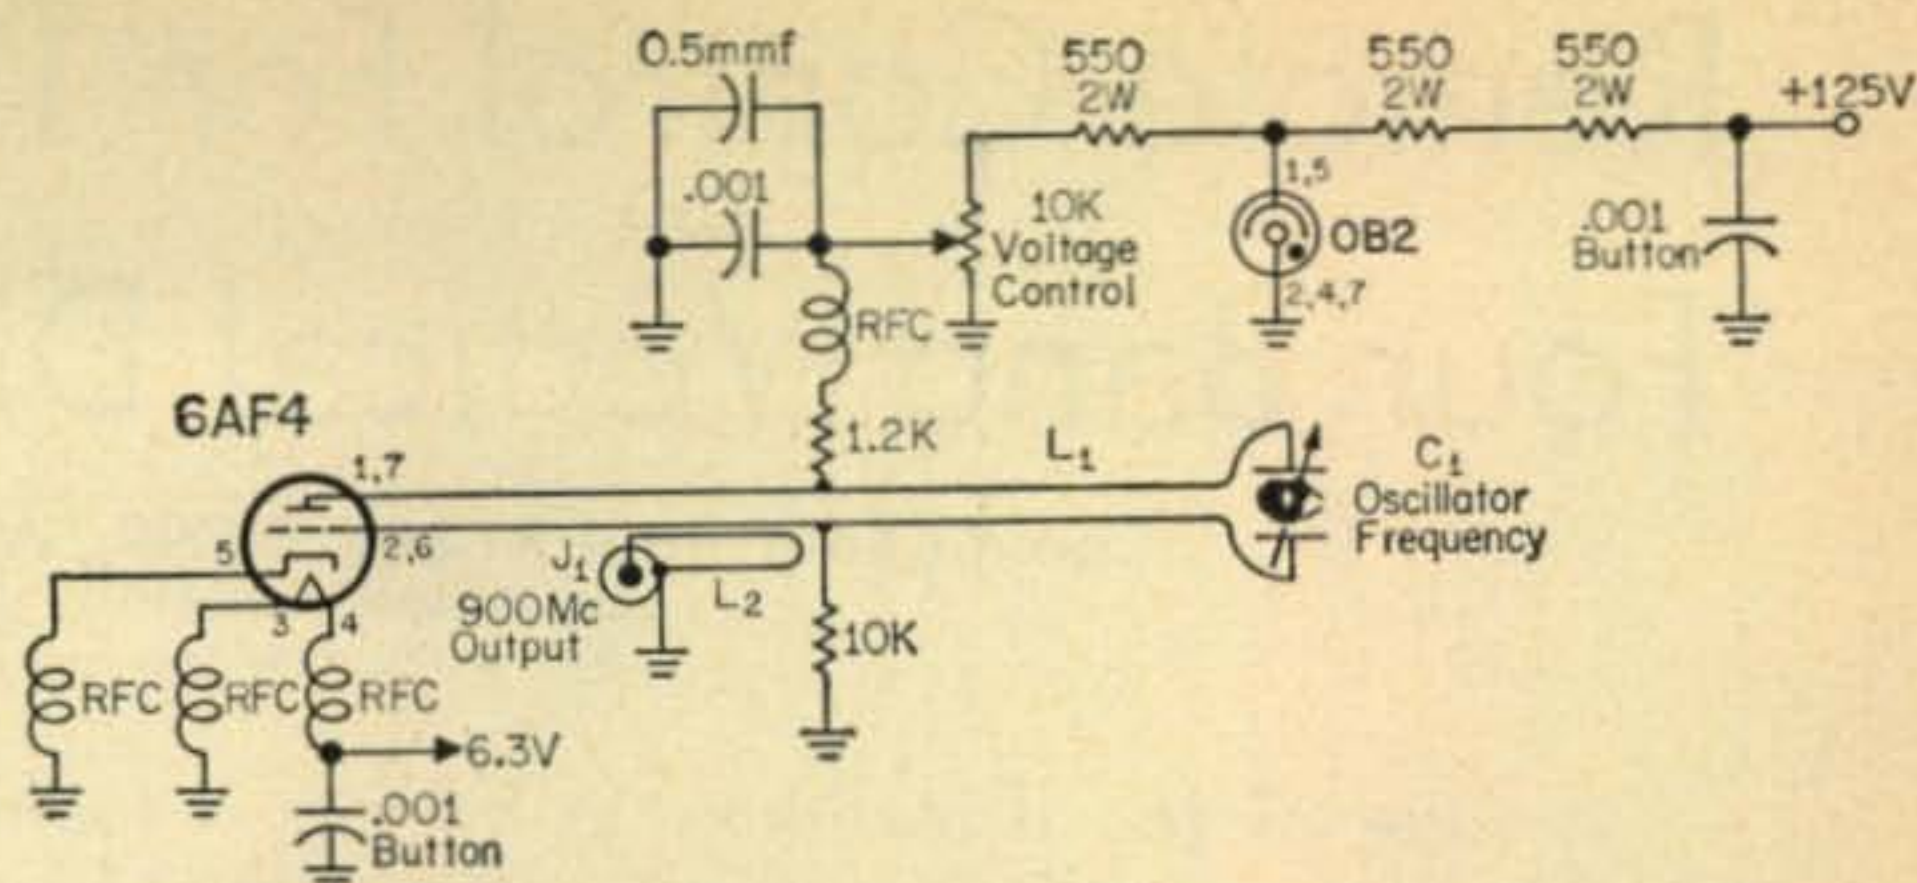 0.5mmf
550
2W
550
2W
550
2W
+125V
.001
1,5
10K
Voltage
Control
OB2
.001
Button
2,4,7
RFC
6AF4
1.2K
L₁
C₁
Oscillator
Frequency
1,7
5
2,6
J₁
900Mc
Output
L₂
3
4
10K
RFC
RFC
RFC
6.3V
.001
Button